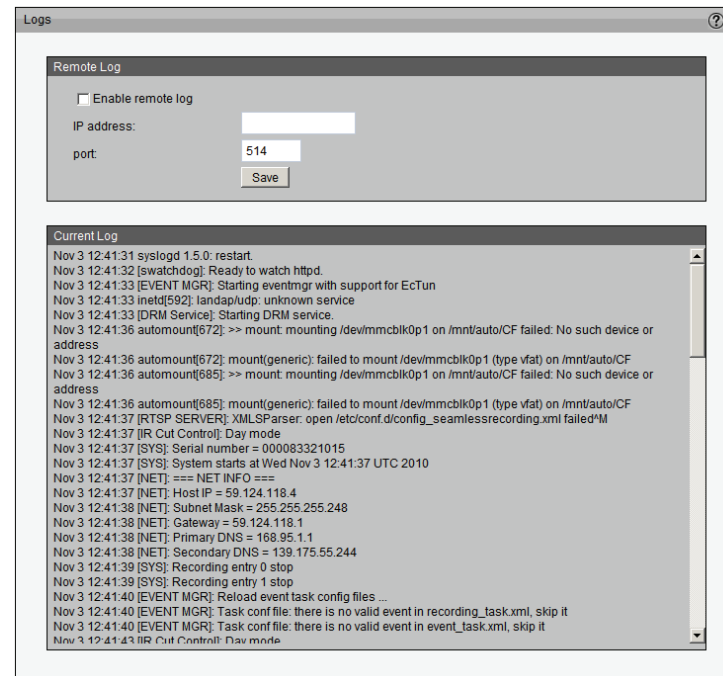 Logs
Remote Log
Enable remote log
IP address:
port:
514
Save
Current Log
Nov 3 12:41:31 syslogd 1.5.0: restart.
Nov 3 12:41:32 [swatchdog]: Ready to watch httpd.
Nov 3 12:41:33 [EVENT MGR]: Starting eventmgr with support for EcTun
Nov 3 12:41:33 inetd[592]: landap/udp: unknown service
Nov 3 12:41:33 [DRM Service]: Starting DRM service.
Nov 3 12:41:36 automount[672]: >> mount: mounting /dev/mmcblk0p1 on /mnt/auto/CF failed: No such device or
address
Nov 3 12:41:36 automount[672]: mount(generic): failed to mount /dev/mmcblk0p1 (type vfat) on /mnt/auto/CF
Nov 3 12:41:36 automount[685]: >> mount: mounting /dev/mmcblk0p1 on /mnt/auto/CF failed: No such device or
address
Nov 3 12:41:36 automount[685]: mount(generic): failed to mount /dev/mmcblk0p1 (type vfat) on /mnt/auto/CF
Nov 3 12:41:37 [RTSP SERVER]: XMLSParser: open /etc/conf.d/config_seamlessrecording.xml failed^M
Nov 3 12:41:37 [IR Cut Control]: Day mode
Nov 3 12:41:37 [SYS]: Serial number = 000083321015
Nov 3 12:41:37 [SYS]: System starts at Wed Nov 3 12:41:37 UTC 2010
Nov 3 12:41:37 [NET]: === NET INFO ===
Nov 3 12:41:37 [NET]: Host IP = 59.124.118.4
Nov 3 12:41:38 [NET]: Subnet Mask = 255.255.255.248
Nov 3 12:41:38 [NET]: Gateway = 59.124.118.1
Nov 3 12:41:38 [NET]: Primary DNS = 168.95.1.1
Nov 3 12:41:38 [NET]: Secondary DNS = 139.175.55.244
Nov 3 12:41:39 [SYS]: Recording entry 0 stop
Nov 3 12:41:39 [SYS]: Recording entry 1 stop
Nov 3 12:41:40 [EVENT MGR]: Reload event task config files ...
Nov 3 12:41:40 [EVENT MGR]: Task conf file: there is no valid event in recording_task.xml, skip it
Nov 3 12:41:40 [EVENT MGR]: Task conf file: there is no valid event in event_task.xml, skip it
Nov 3 12:41:43 [IR Cut Control]: Day mode